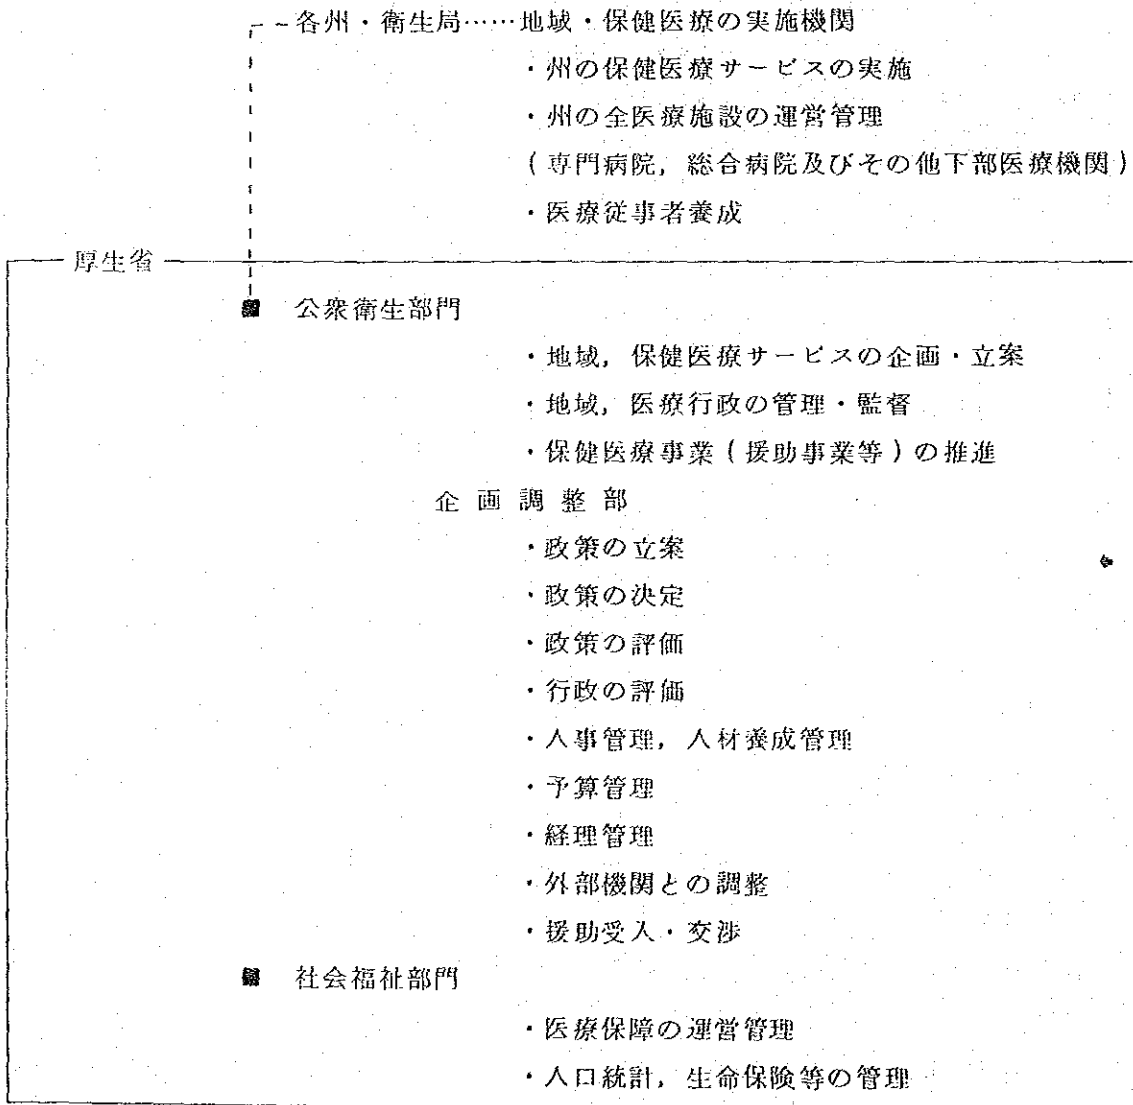 各州・衛生局……地域・保健医療の実施機関
・州の保健医療サービスの実施
・州の全医療施設の運営管理
(専門病院,総合病院及びその他下部医療機関)
・医療従事者養成
厚生省
■ 公衆衛生部門
・地域,保健医療サービスの企画・立案
・地域,医療行政の管理・監督
・保健医療事業(援助事業等)の推進
企画調整部
・政策の立案
・政策の決定
・政策の評価
・行政の評価
・人事管理,人材養成管理
・予算管理
・経理管理
・外部機関との調整
・援助受入・交渉
■ 社会福祉部門
・医療保障の運営管理
・人口統計,生命保険等の管理